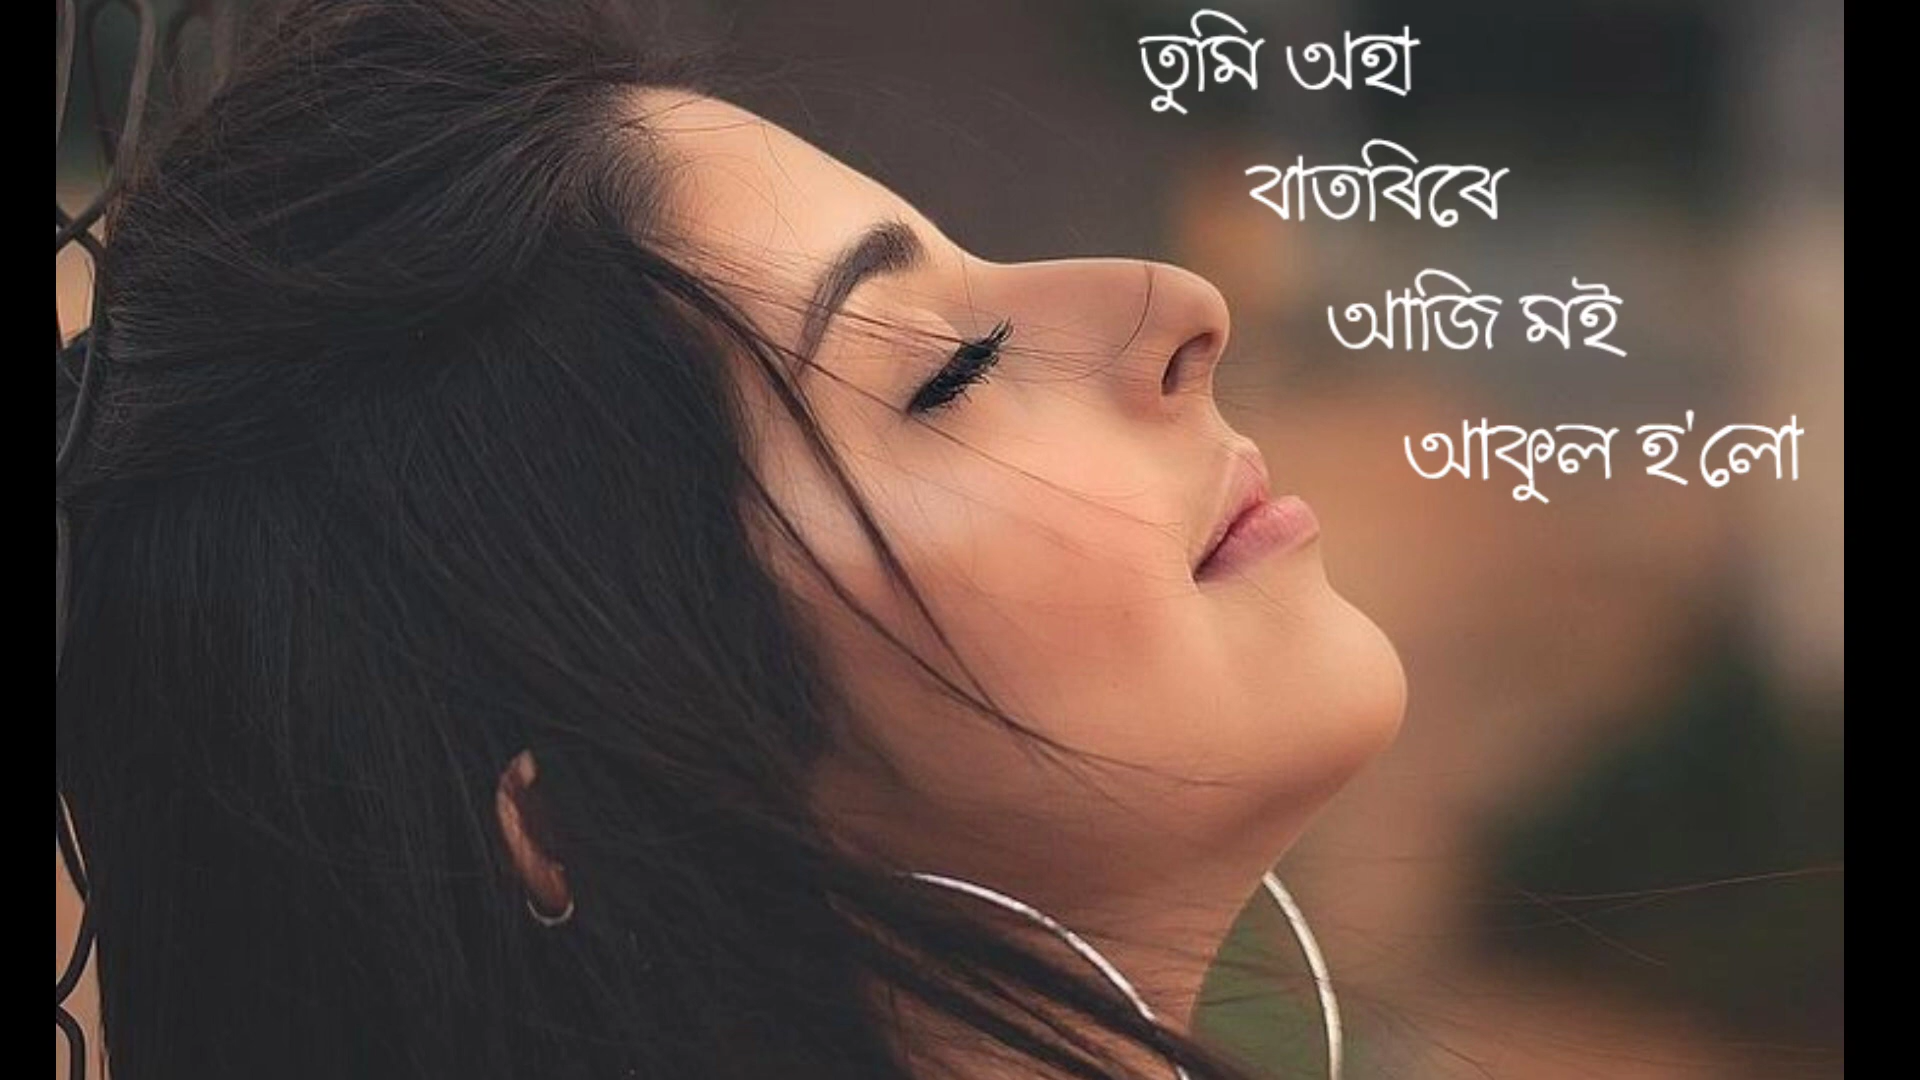 তুমি অহা
বাতৰিৰে
আজি মই
আকুল হ'লো